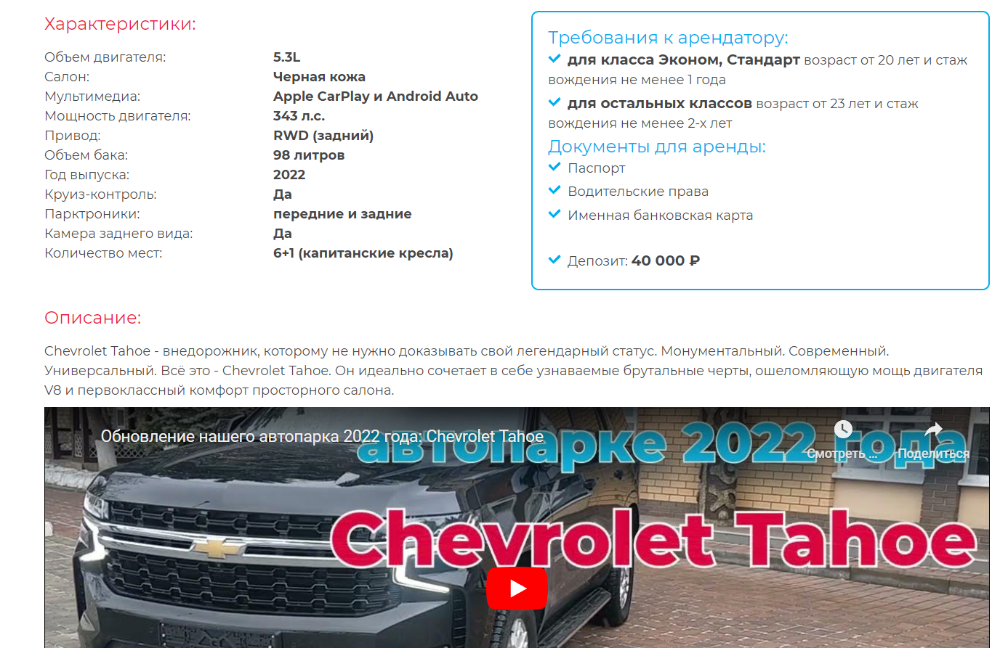 Характеристики:
Объем двигателя: 5.3L
Салон: Черная кожа
Мультимедиа: Apple CarPlay и Android Auto
Мощность двигателя: 343 л.с.
Привод: RWD (задний)
Объем бака: 98 литров
Год выпуска: 2022
Круиз-контроль: Да
Парктроники: передние и задние
Камера заднего вида: Да
Количество мест: 6+1 (капитанские кресла)
Требования к арендатору:
для класса Эконом, Стандарт возраст от 20 лет и стаж
вождения не менее 1 года
для остальных классов возраст от 23 лет и стаж
вождения не менее 2-х лет
Документы для аренды:
Паспорт
Водительские права
Именная банковская карта
Депозит: 40 000 ₽
Описание:
Chevrolet Tahoe - внедорожник, которому не нужно доказывать свой легендарный статус. Монументальный. Современный.
Универсальный. Всё это - Chevrolet Tahoe. Он идеально сочетает в себе узнаваемые брутальные черты, ошеломляющую мощь двигателя
V8 и первоклассный комфорт просторного салона.
Обновление нашего автопарка 2022 года: Chevrolet Tahoe
автопарке 2022 года
Смотреть ...
Поделиться
Chevrolet Tahoe